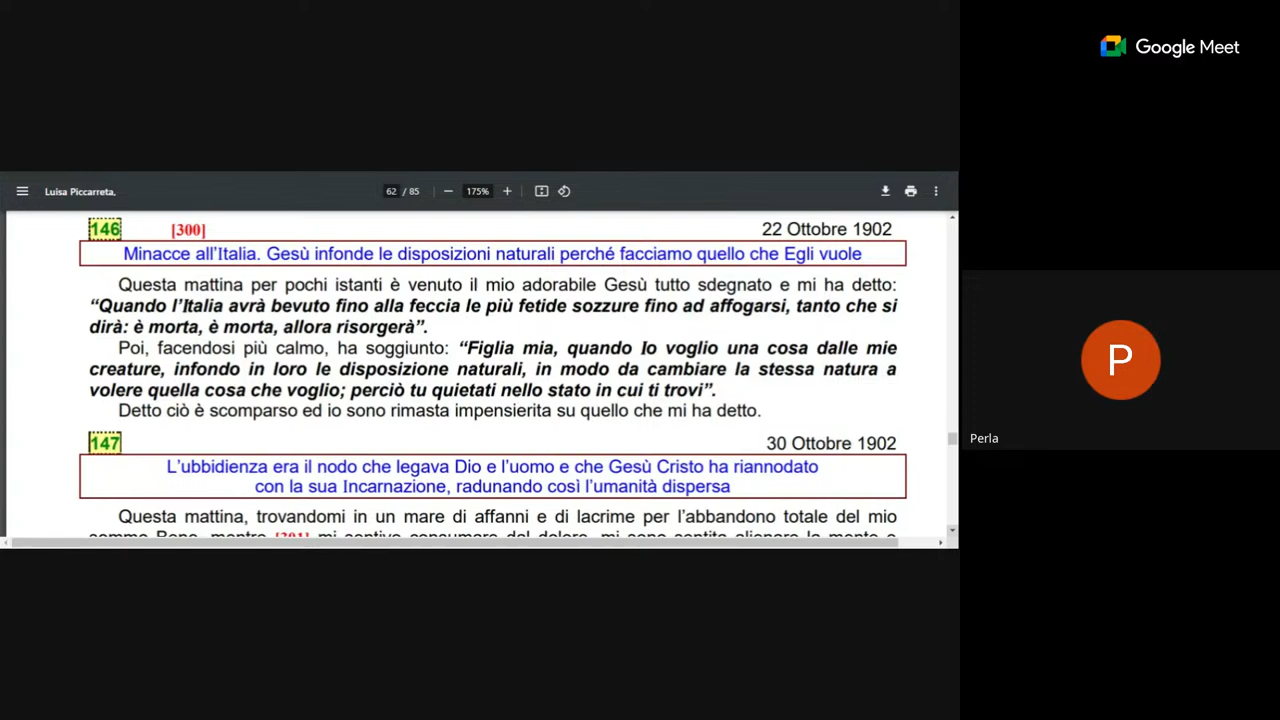 Google Meet
Luisa Piccarreta,
62 / 85
175%
146 [300] 22 Ottobre 1902
Minacce all'Italia. Gesù infonde le disposizioni naturali perché facciamo quello che Egli vuole
Questa mattina per pochi istanti è venuto il mio adorabile Gesù tutto sdegnato e mi ha detto:
“Quando l’Italia avrà bevuto fino alla feccia le più fetide sozzure fino ad affogarsi, tanto che si
dirà: è morta, è morta, allora risorgerà”.
Poi, facendosi più calmo, ha soggiunto: “Figlia mia, quando Io voglio una cosa dalle mie
creature, infondo in loro le disposizione naturali, in modo da cambiare la stessa natura a
volere quella cosa che voglio; perciò tu quietati nello stato in cui ti trovi”.
Detto ciò è scomparso ed io sono rimasta impensierita su quello che mi ha detto.
147 30 Ottobre 1902
L’ubbidienza era il nodo che legava Dio e l’uomo e che Gesù Cristo ha riannodato
con la sua Incarnazione, radunando così l’umanità dispersa
Questa mattina, trovandomi in un mare di affanni e di lacrime per l’abbandono totale del mio
P
Perla